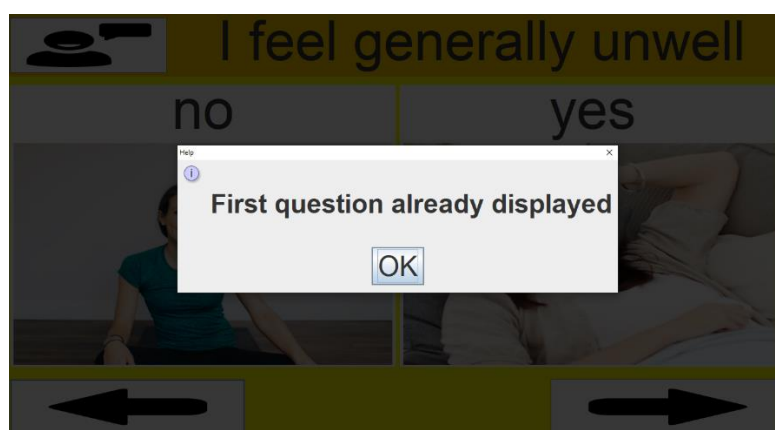 I feel generally unwell
no
yes
Help
First question already displayed
OK